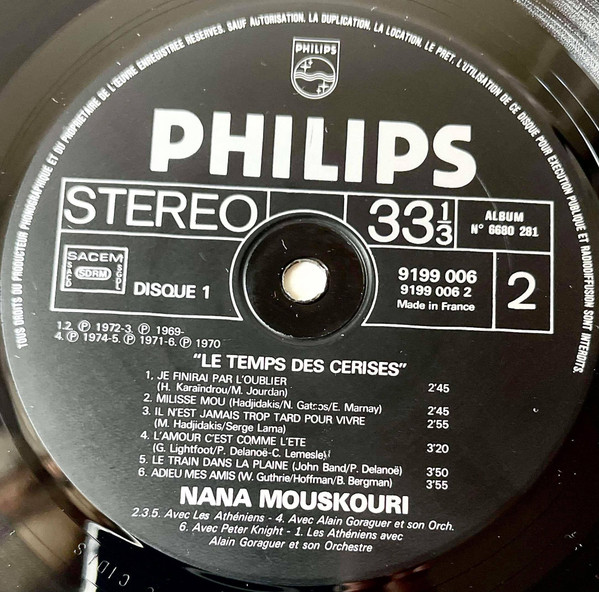 TOUS DROITS DU PRODUCTEUR PHONOGRAPHIQUE ET DU PROPRIETAIRE DE L'ŒUVRE ENREGISTREE RESERVES. SAUF AUTORISATION. LA DUPLICATION, LA LOCATION, LE PRET, L'UTILISATION DE CE DISQUE POUR EXECUTION PUBLIQUE ET RADIODIFFUSION SONT INTERDITS.
PHILIPS
PHILIPS
STEREO
33 1/3
ALBUM
N° 6680 281
SACEM
SACD
SDRM
SGDL
DISQUE 1
9199 006
9199 006 2
Made in France
2
1.2. Ⓟ 1972-3. Ⓟ 1969-
4. Ⓟ 1974-5. Ⓟ 1971-6. Ⓟ 1970
"LE TEMPS DES CERISES"
1. JE FINIRAI PAR L'OUBLIER
(H. Karaindrou/M. Jourdan) 2'45
2. MILISSE MOU (Hadjidakis/N. Gatsos/E. Marnay) 2'45
3. IL N'EST JAMAIS TROP TARD POUR VIVRE 2'55
(M. Hadjidakis/Serge Lama)
4. L'AMOUR C'EST COMME L'ETE 3'20
(G. Lightfoot/P. Delanoë-C. Lemesle)
5. LE TRAIN DANS LA PLAINE (John Band/P. Delanoë) 3'50
6. ADIEU MES AMIS (W. Guthrie/Hoffman/B. Bergman) 3'55
NANA MOUSKOURI
2.3.5. Avec Les Athéniens - 4. Avec Alain Goraguer et son Orch.
6. Avec Peter Knight - 1. Les Athéniens avec
Alain Goraguer et son Orchestre